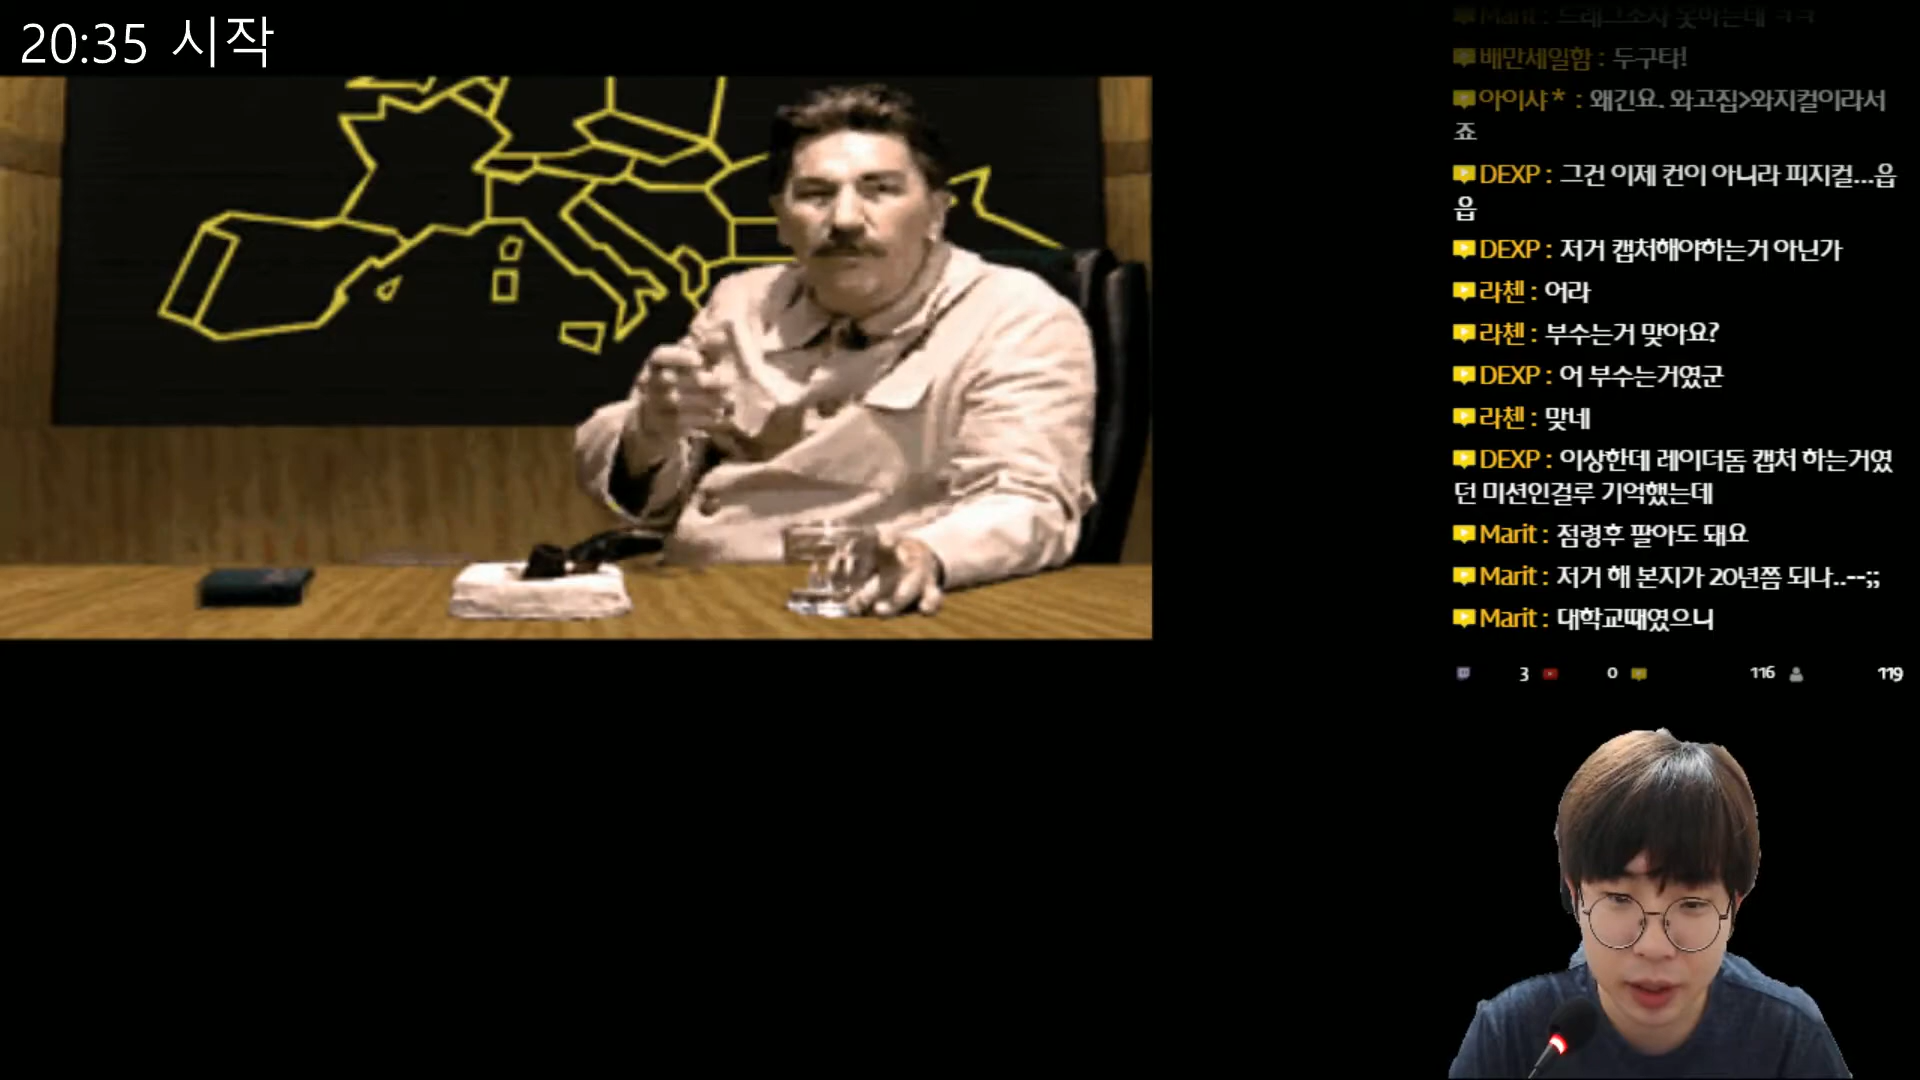 20:35 시작
배만세일함 : 두구타!
아이샤* : 왜긴요. 와고집>와지컬이라서
죠
DEXP : 그건 이제 컨이 아니라 피지컬...읍
읍
DEXP : 저거 캡처해야하는거 아닌가
라첸 : 어라
라첸 : 부수는거 맞아요?
DEXP : 어 부수는거였군
라첸 : 맞네
DEXP : 이상한데 레이더돔 캡처 하는거였
던 미션인걸루 기억했는데
Marit : 점령후 팔아도 돼요
Marit : 저거 해 본지가 20년쯤 되나..--;;
Marit : 대학교때였으니
3 0 116 119